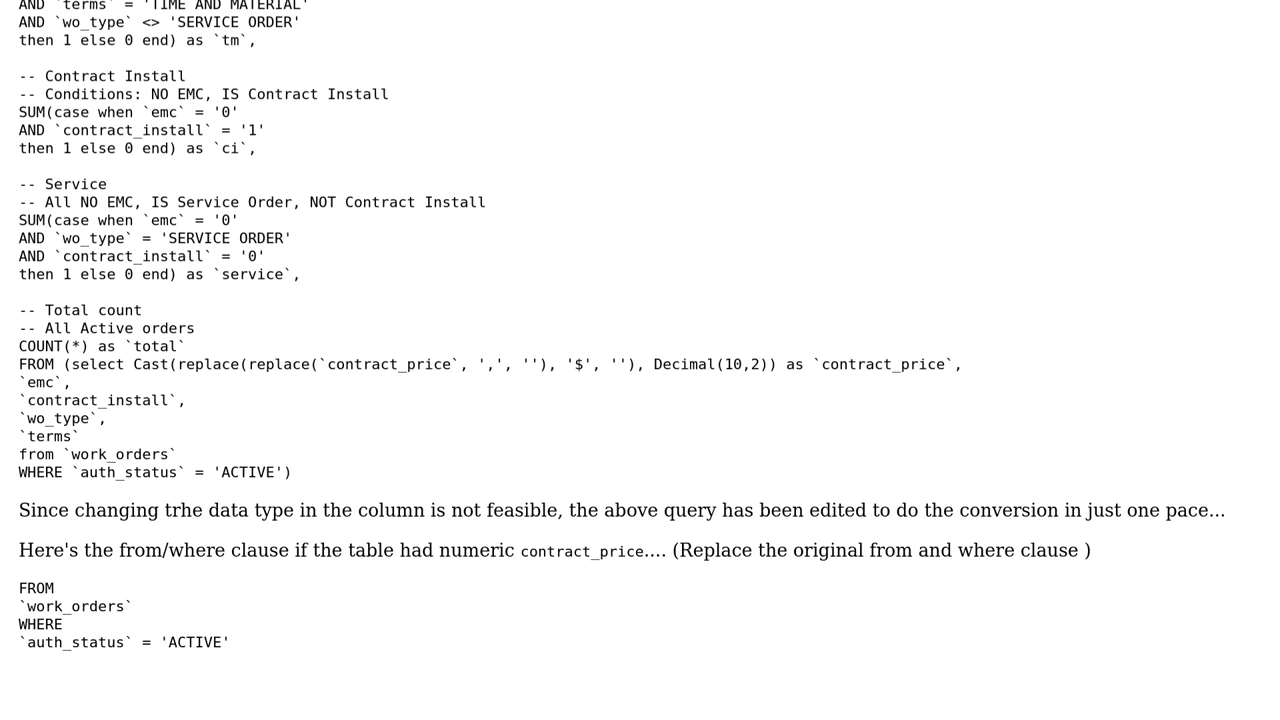 AND `terms` = 'TIME AND MATERIAL'
AND `wo_type` <> 'SERVICE ORDER'
then 1 else 0 end) as `tm`,
-- Contract Install
-- Conditions: NO EMC, IS Contract Install
SUM(case when `emc` = '0'
AND `contract_install` = '1'
then 1 else 0 end) as `ci`,
-- Service
-- All NO EMC, IS Service Order, NOT Contract Install
SUM(case when `emc` = '0'
AND `wo_type` = 'SERVICE ORDER'
AND `contract_install` = '0'
then 1 else 0 end) as `service`,
-- Total count
-- All Active orders
COUNT(*) as `total`
FROM (select Cast(replace(replace(`contract_price`, ',', ''), '$', ''), Decimal(10,2)) as `contract_price`,
`emc`,
`contract_install`,
`wo_type`,
`terms`
from `work_orders`
WHERE `auth_status` = 'ACTIVE')
Since changing trhe data type in the column is not feasible, the above query has been edited to do the conversion in just one pace...
Here's the from/where clause if the table had numeric contract_price.... (Replace the original from and where clause )
FROM
`work_orders`
WHERE
`auth_status` = 'ACTIVE'